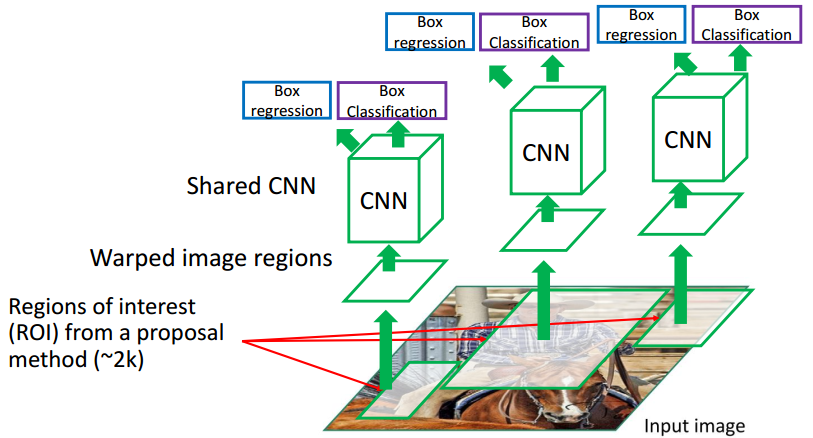 Box
regression
Box
Classification
Box
regression
Box
Classification
Box
regression
Box
Classification
CNN
CNN
CNN
Shared CNN
Warped image regions
Regions of interest
(ROI) from a proposal
method (~2k)
Input image